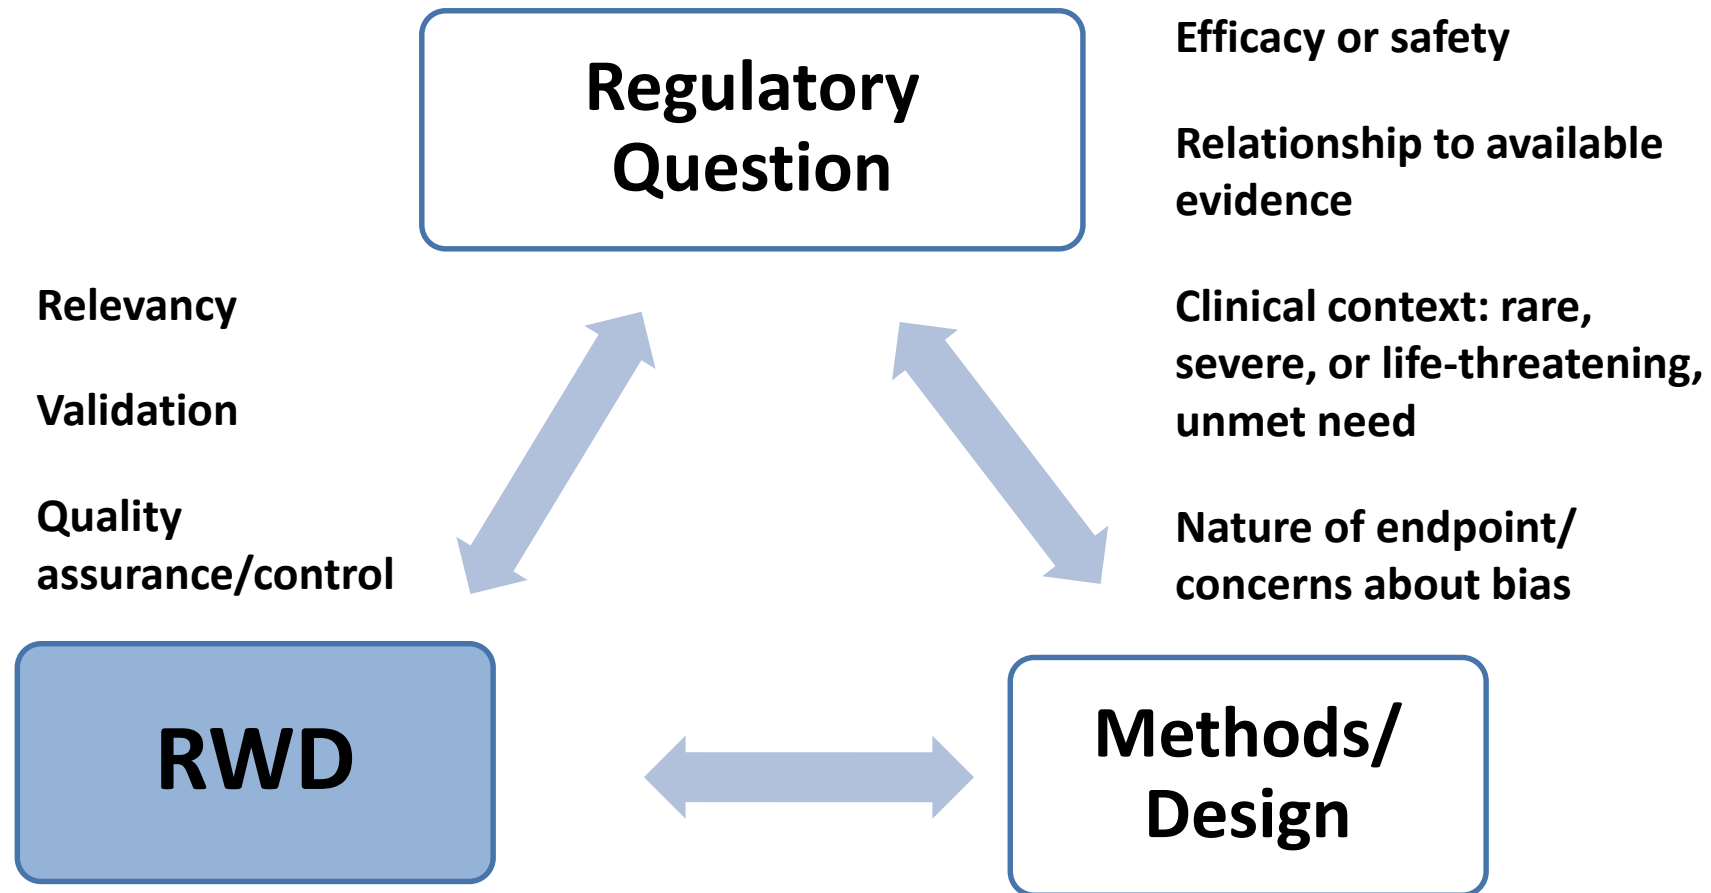 Regulatory
Question
Efficacy or safety
Relationship to available
evidence
Clinical context: rare,
severe, or life-threatening,
unmet need
Nature of endpoint/
concerns about bias
Relevancy
Validation
Quality
assurance/control
RWD
Methods/
Design